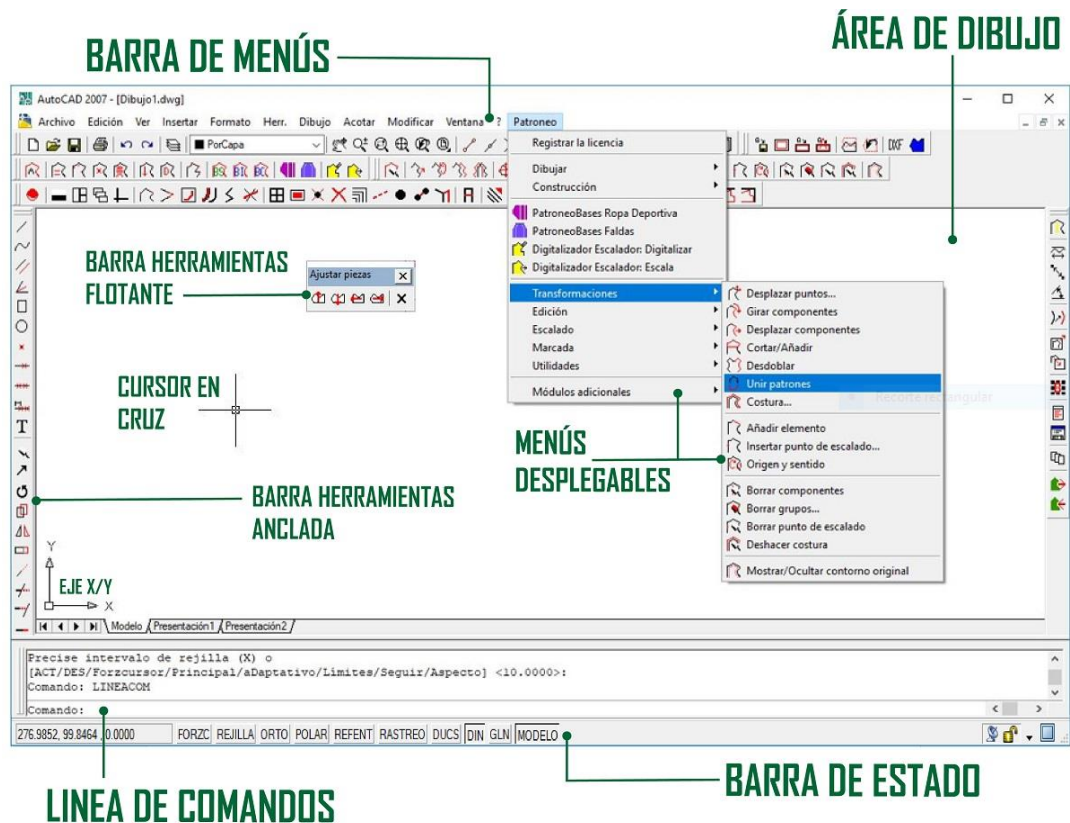 ÁREA DE DIBUJO
BARRA DE MENÚS
AutoCAD 2007 - [Dibujo1.dwg]
Archivo Edición Ver Insertar Formato Herr. Dibujo Acotar Modificar Ventana ? Patroneo
PorCapa
DXF
Registrar la licencia
Dibujar
Construcción
PatroneoBases Ropa Deportiva
PatroneoBases Faldas
Digitalizador Escalador: Digitalizar
Digitalizador Escalador: Escala
Transformaciones
Edición
Escalado
Marcada
Utilidades
Módulos adicionales
Desplazar puntos...
Girar componentes
Desplazar componentes
Cortar/Añadir
Desdoblar
Unir patrones
Costura...
Añadir elemento
Insertar punto de escalado...
Origen y sentido
Borrar componentes
Borrar grupos...
Borrar punto de escalado
Deshacer costura
Mostrar/Ocultar contorno original
Recorte rectangular
BARRA HERRAMIENTAS
FLOTANTE
Ajustar piezas
CURSOR EN
CRUZ
MENÚS
DESPLEGABLES
BARRA HERRAMIENTAS
ANCLADA
T
Y
EJE X/Y
X
Modelo Presentación1 Presentación2
Precise intervalo de rejilla (X) o
[ACT/DES/Forzcursor/Principal/aDaptativo/Límites/Seguir/Aspecto] <10.0000>:
Comando: LINEACOM
Comando:
276.9852, 99.8464, 0.0000 FORZC REJILLA ORTO POLAR REFENT RASTREO DUCS DIN GLN MODELO
BARRA DE ESTADO
LINEA DE COMANDOS